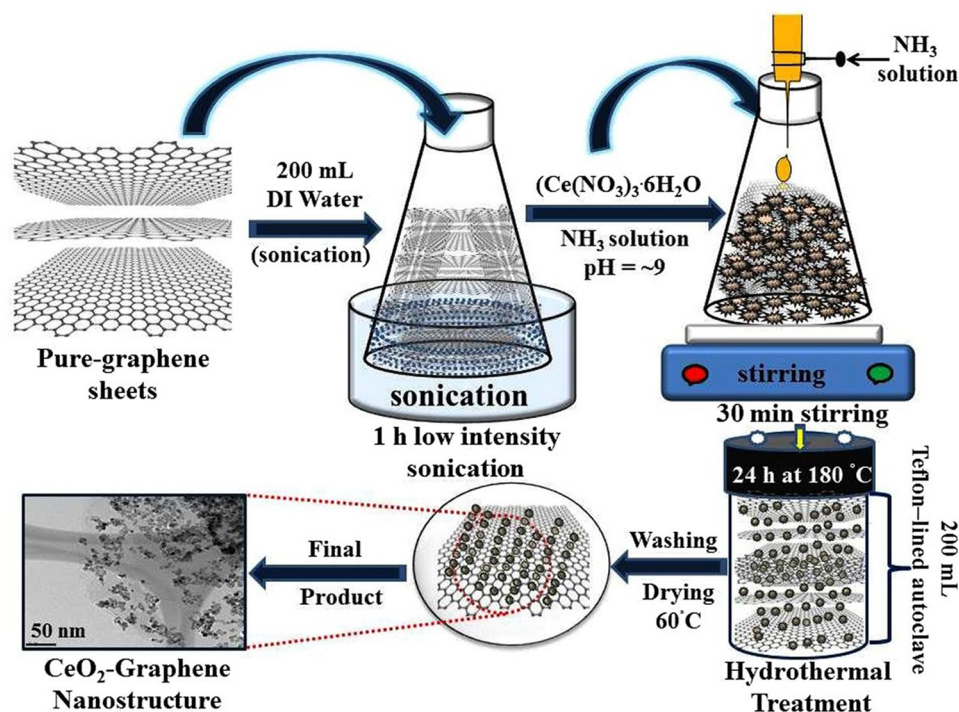 Pure-graphene
sheets
200 mL
DI Water
(sonication)
sonication
1 h low intensity
sonication
(Ce(NO₃)₃·6H₂O
NH₃ solution
pH = ~9
NH₃
solution
stirring
30 min stirring
24 h at 180 °C
Teflon–lined autoclave
200 mL
Hydrothermal
Treatment
Washing
Drying
60°C
Final
Product
50 nm
CeO₂-Graphene
Nanostructure